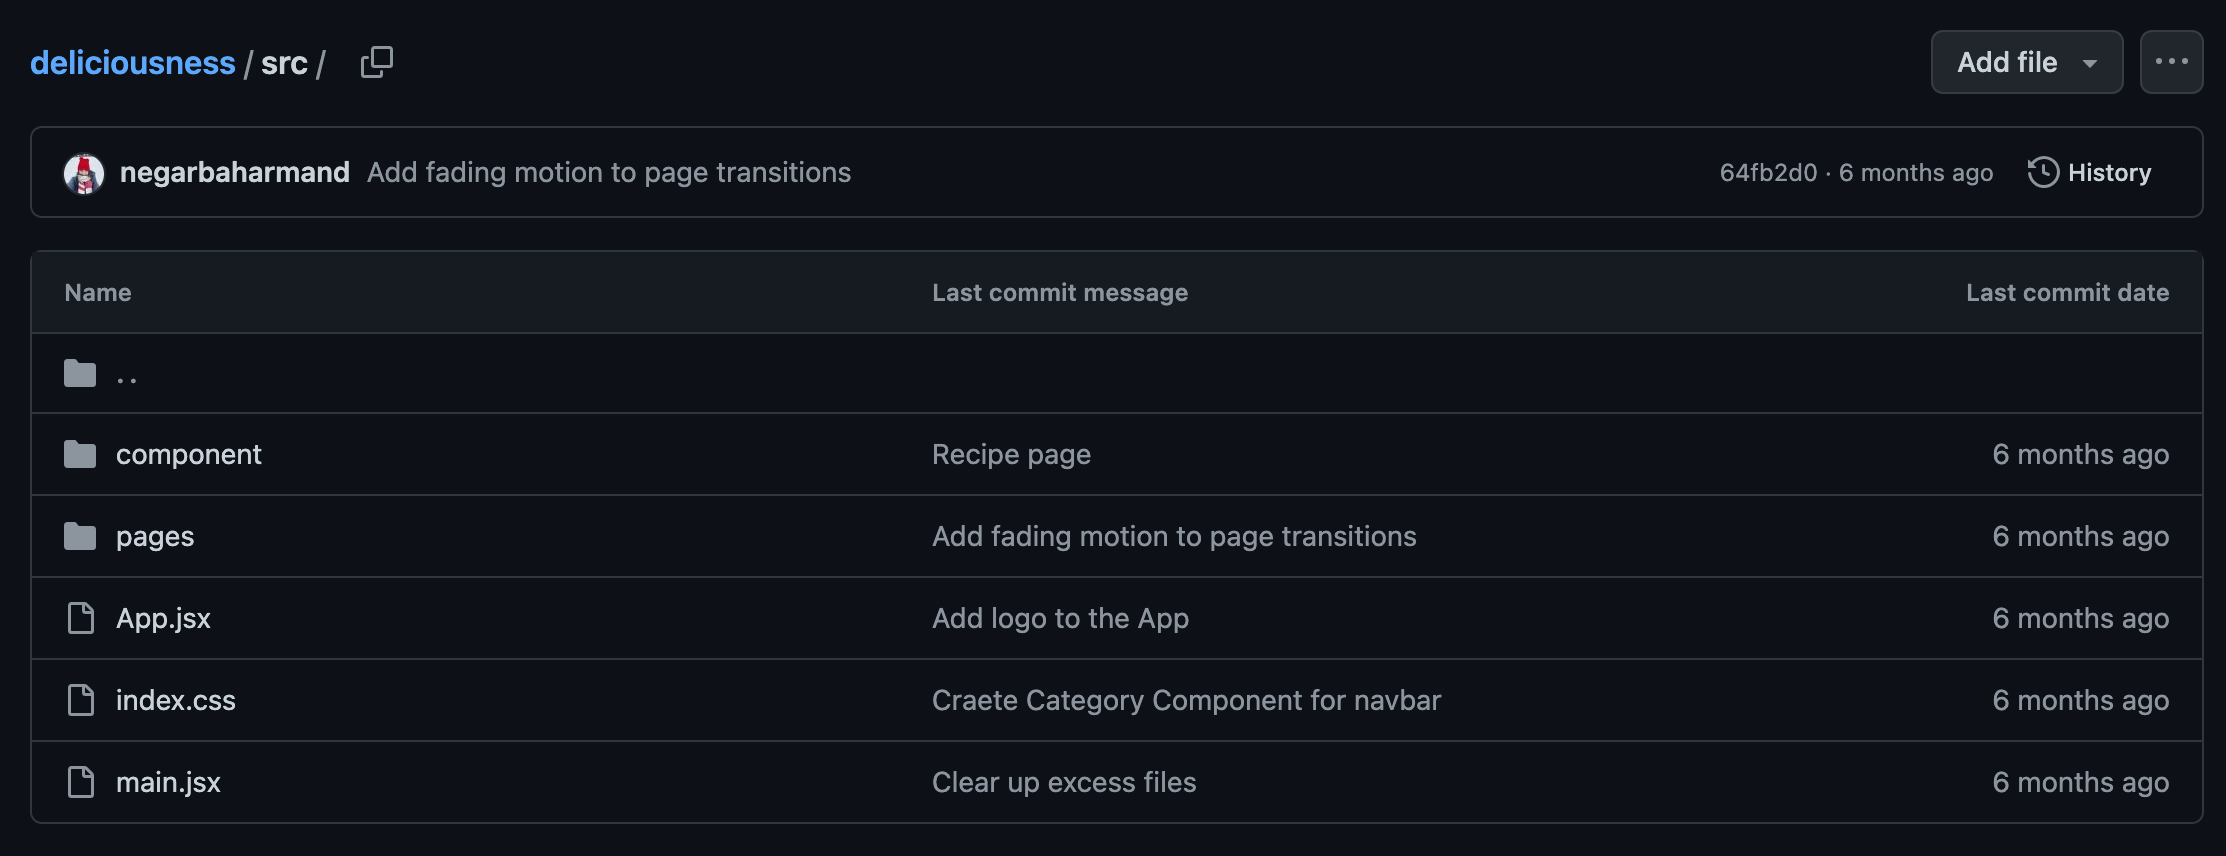 deliciousness / src /
Add file
negarbaharmand Add fading motion to page transitions 64fb2d0 · 6 months ago History
Name Last commit message Last commit date
..
component Recipe page 6 months ago
pages Add fading motion to page transitions 6 months ago
App.jsx Add logo to the App 6 months ago
index.css Craete Category Component for navbar 6 months ago
main.jsx Clear up excess files 6 months ago